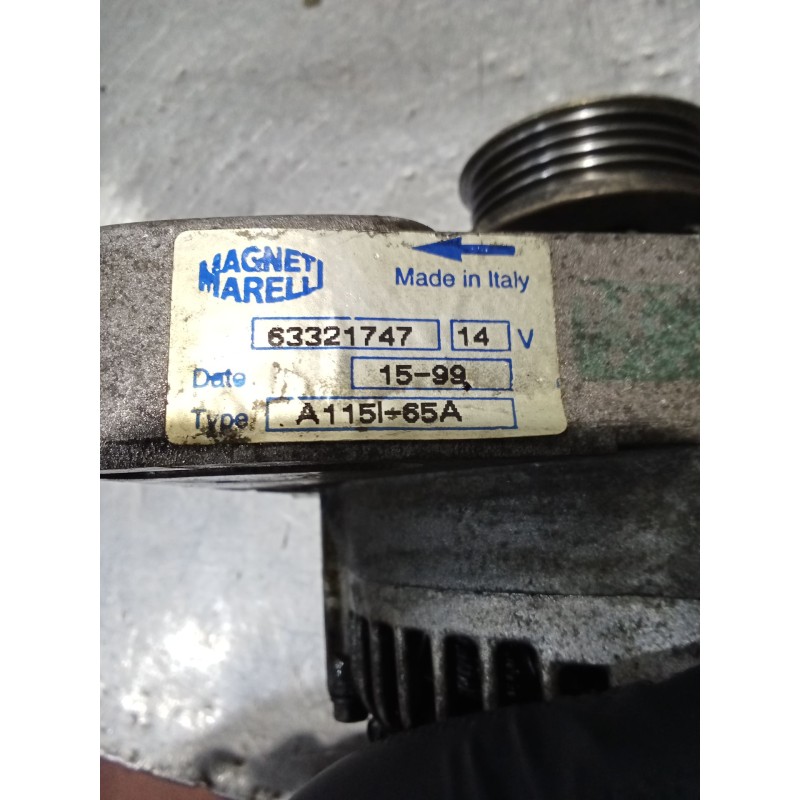 MAGNETI
MARELLI
Made in Italy
63321747 14 V
Date 15-99
Type A115I÷65A